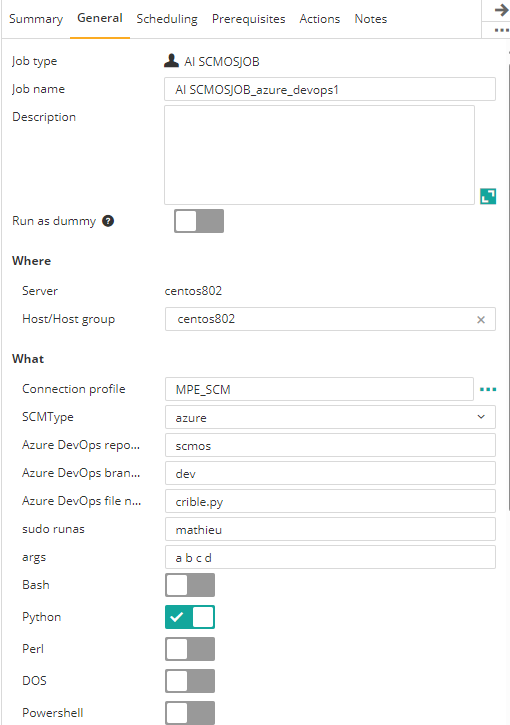 Summary General Scheduling Prerequisites Actions Notes
Job type AI SCMOSJOB
Job name AI SCMOSJOB_azure_devops1
Description
Run as dummy ?
Where
Server centos802
Host/Host group centos802 ×
What
Connection profile MPE_SCM ...
SCMType azure
Azure DevOps repo... scmos
Azure DevOps bran... dev
Azure DevOps file n... crible.py
sudo runas mathieu
args a b c d
Bash
Python
Perl
DOS
Powershell